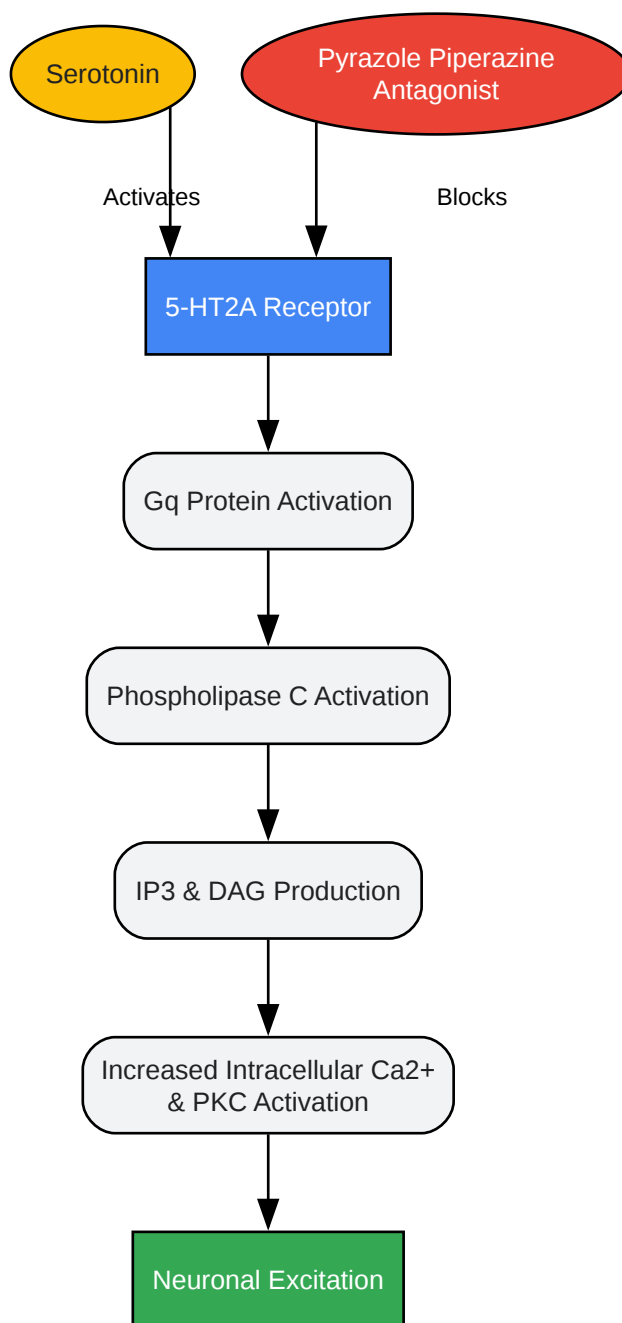 Serotonin
Pyrazole Piperazine
Antagonist
Activates
Blocks
5-HT2A Receptor
Gq Protein Activation
Phospholipase C Activation
IP3 & DAG Production
Increased Intracellular Ca2+
& PKC Activation
Neuronal Excitation